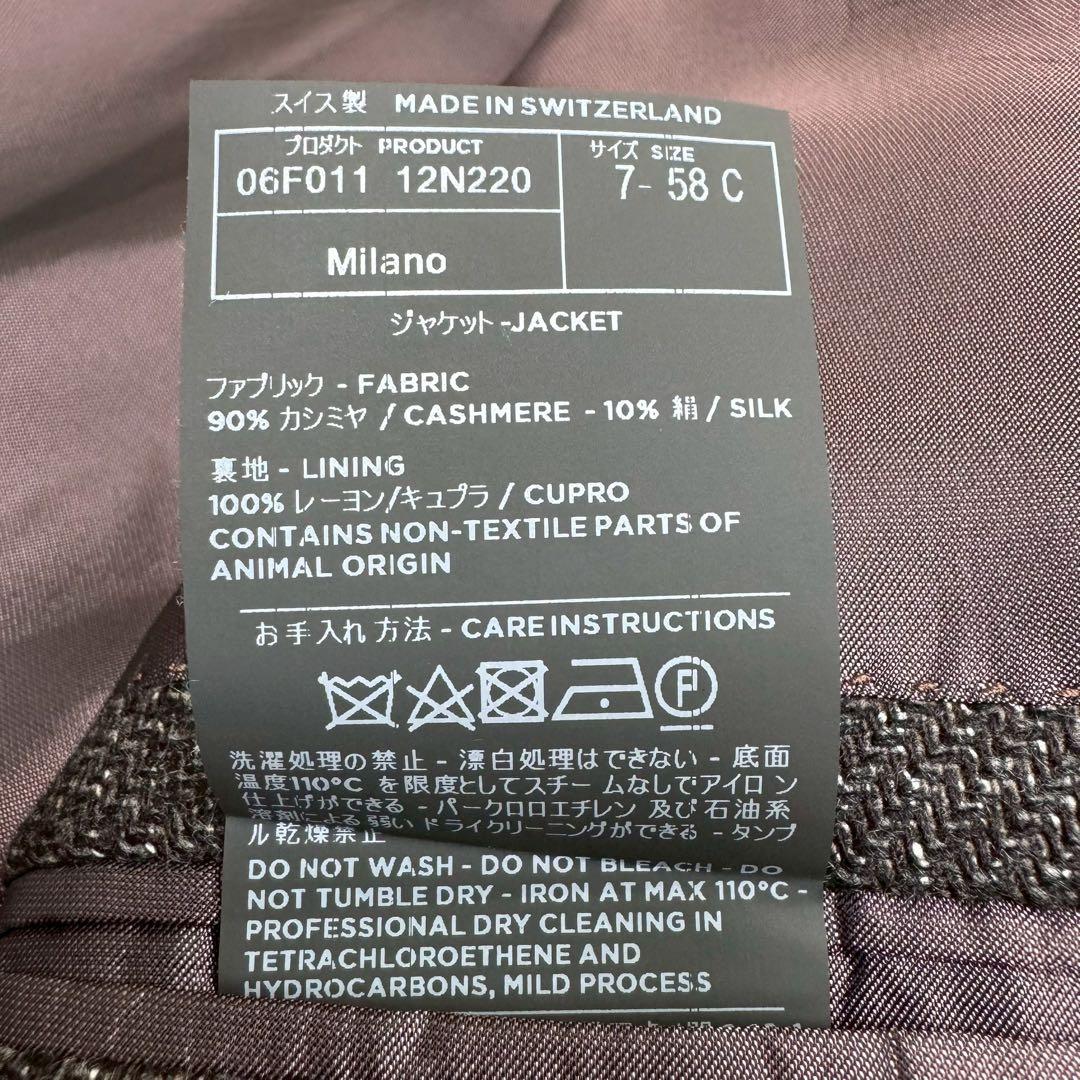 スイス製 MADE IN SWITZERLAND
プロダクト PRODUCT
06F011 12N220
サイズ SIZE
7- 58 C
Milano
ジャケット -JACKET
ファブリック - FABRIC
90% カシミヤ / CASHMERE - 10% 絹 / SILK
裏地 - LINING
100% レーヨン/キュプラ / CUPRO
CONTAINS NON-TEXTILE PARTS OF
ANIMAL ORIGIN
お手入れ方法 - CARE INSTRUCTIONS
F
洗濯処理の禁止 - 漂白処理はできない - 底面
温度110°C を限度としてスチームなしでアイロン
仕上げができる - パークロロエチレン 及び石油系
溶剤による弱い ドライクリーニングができる - タンブ
ル乾燥禁止
DO NOT WASH - DO NOT BLEACH - DO
NOT TUMBLE DRY - IRON AT MAX 110°C -
PROFESSIONAL DRY CLEANING IN
TETRACHLOROETHENE AND
HYDROCARBONS, MILD PROCESS